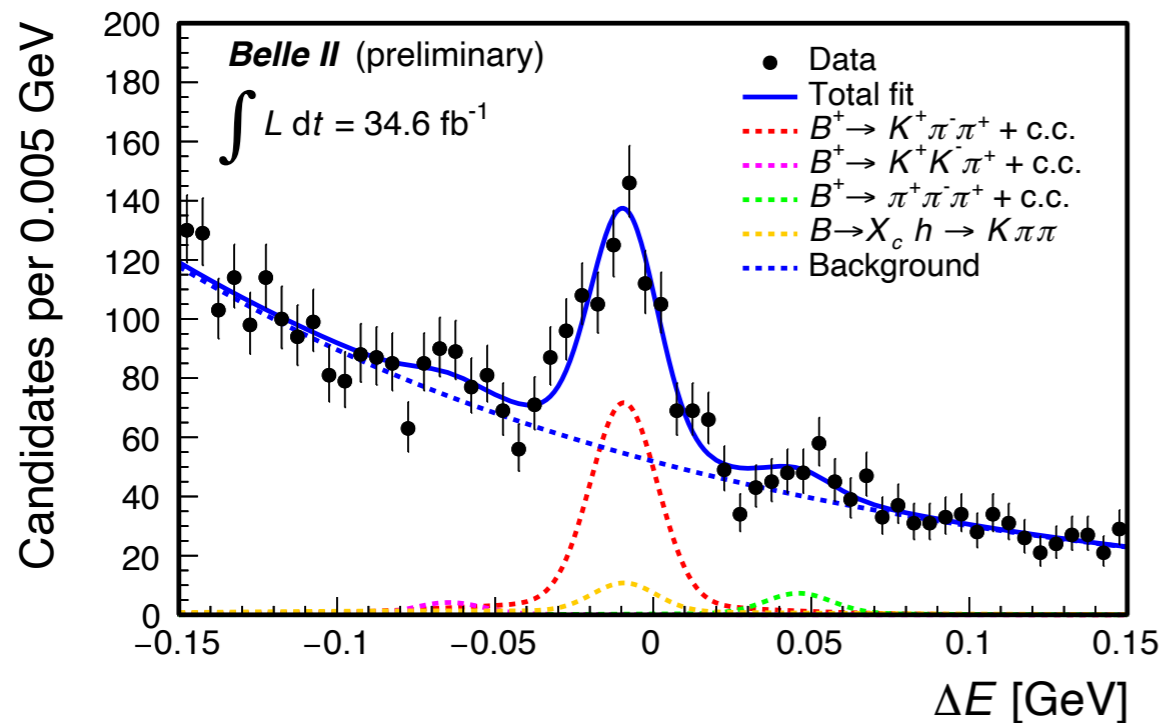 Candidates per 0.005 GeV
200
180
160
140
120
100
80
60
40
20
0
Belle II (preliminary)
∫ L dt = 34.6 fb⁻¹
Data
Total fit
B⁺→ K⁺π⁻π⁺ + c.c.
B⁺→ K⁺K⁻π⁺ + c.c.
B⁺→ π⁺π⁻π⁺ + c.c.
B→X_c h → Kππ
Background
−0.15 −0.1 −0.05 0 0.05 0.1 0.15
ΔE [GeV]